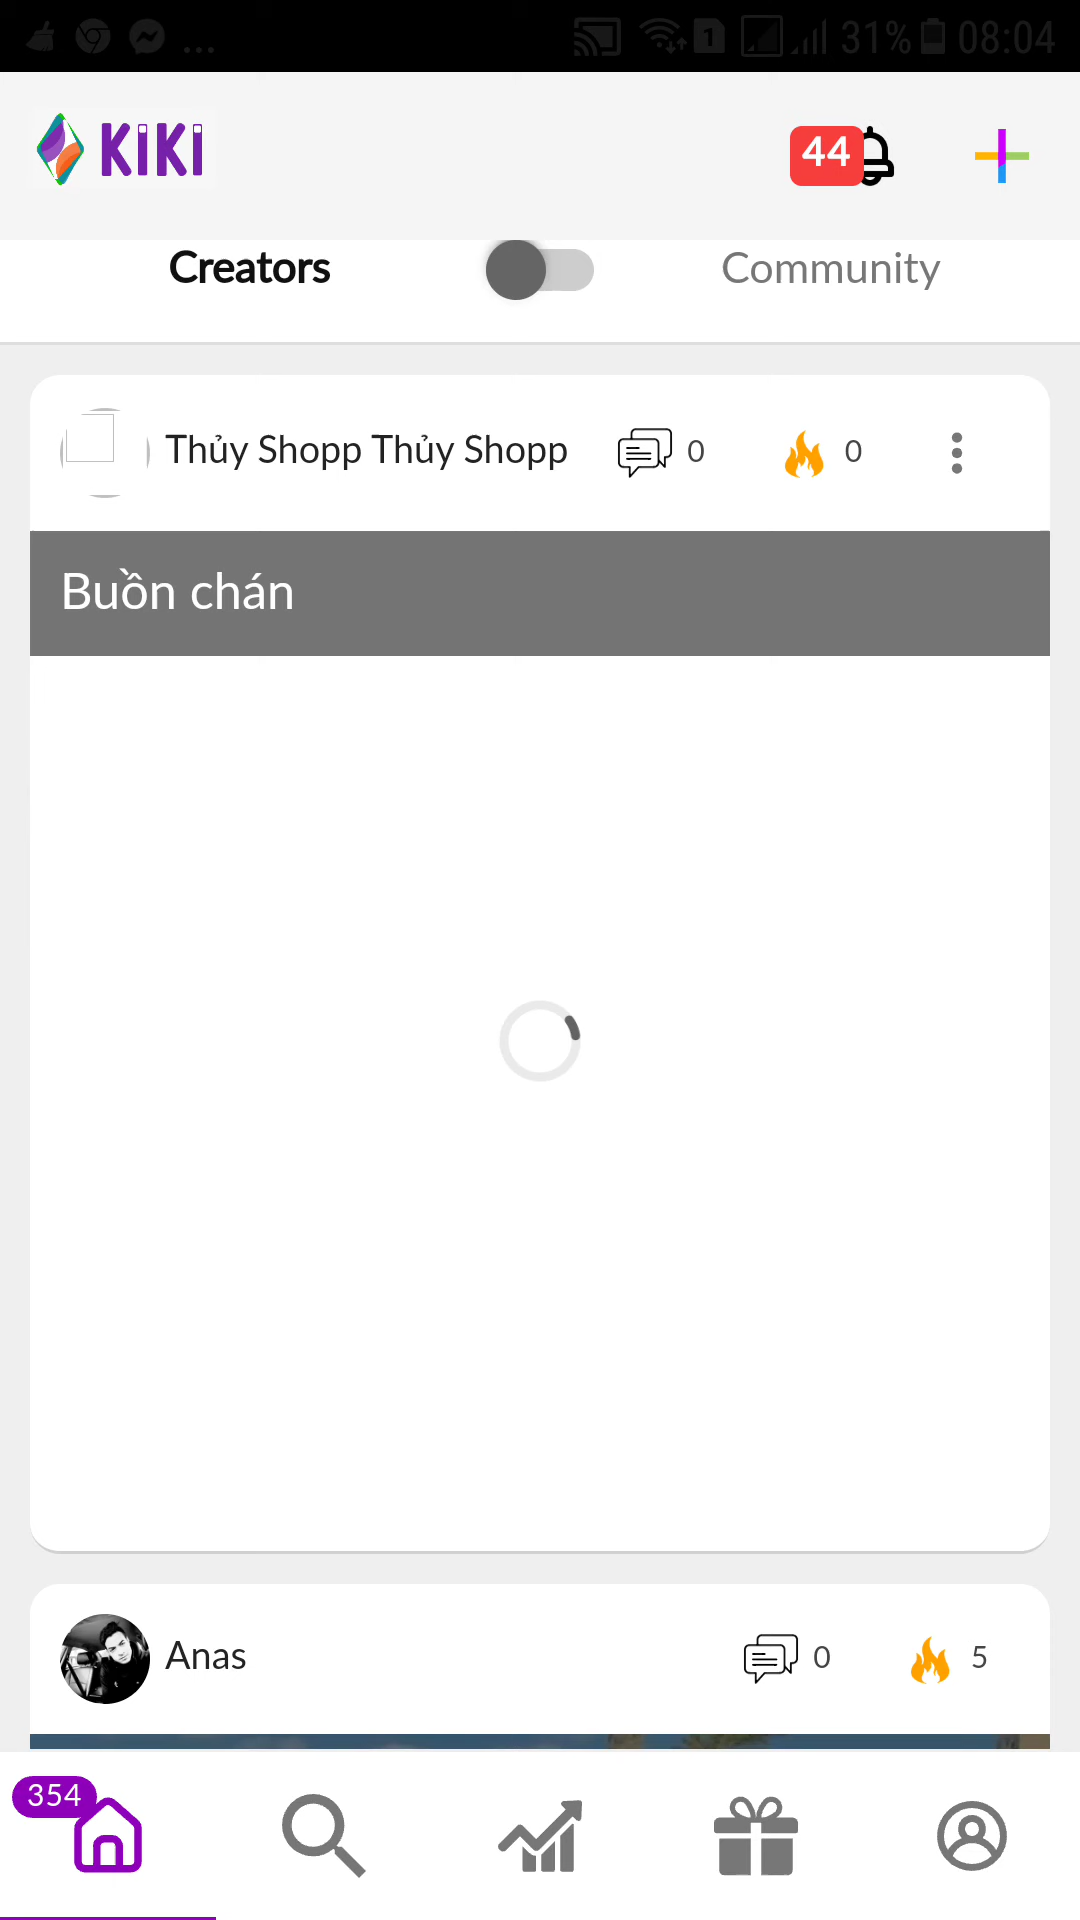 ...
1
31%
08:04
KiKi
44
Creators
Community
Thủy Shopp Thủy Shopp
0
0
Buồn chán
Anas
0
5
354